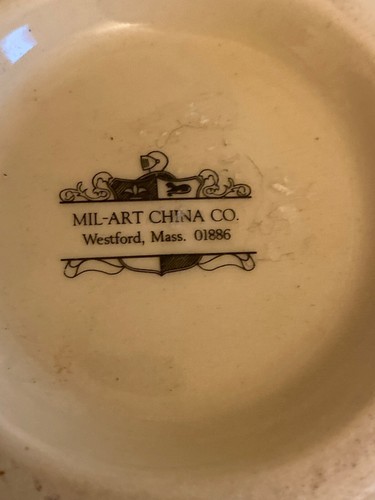 MIL-ART CHINA CO.
Westford, Mass. 01886